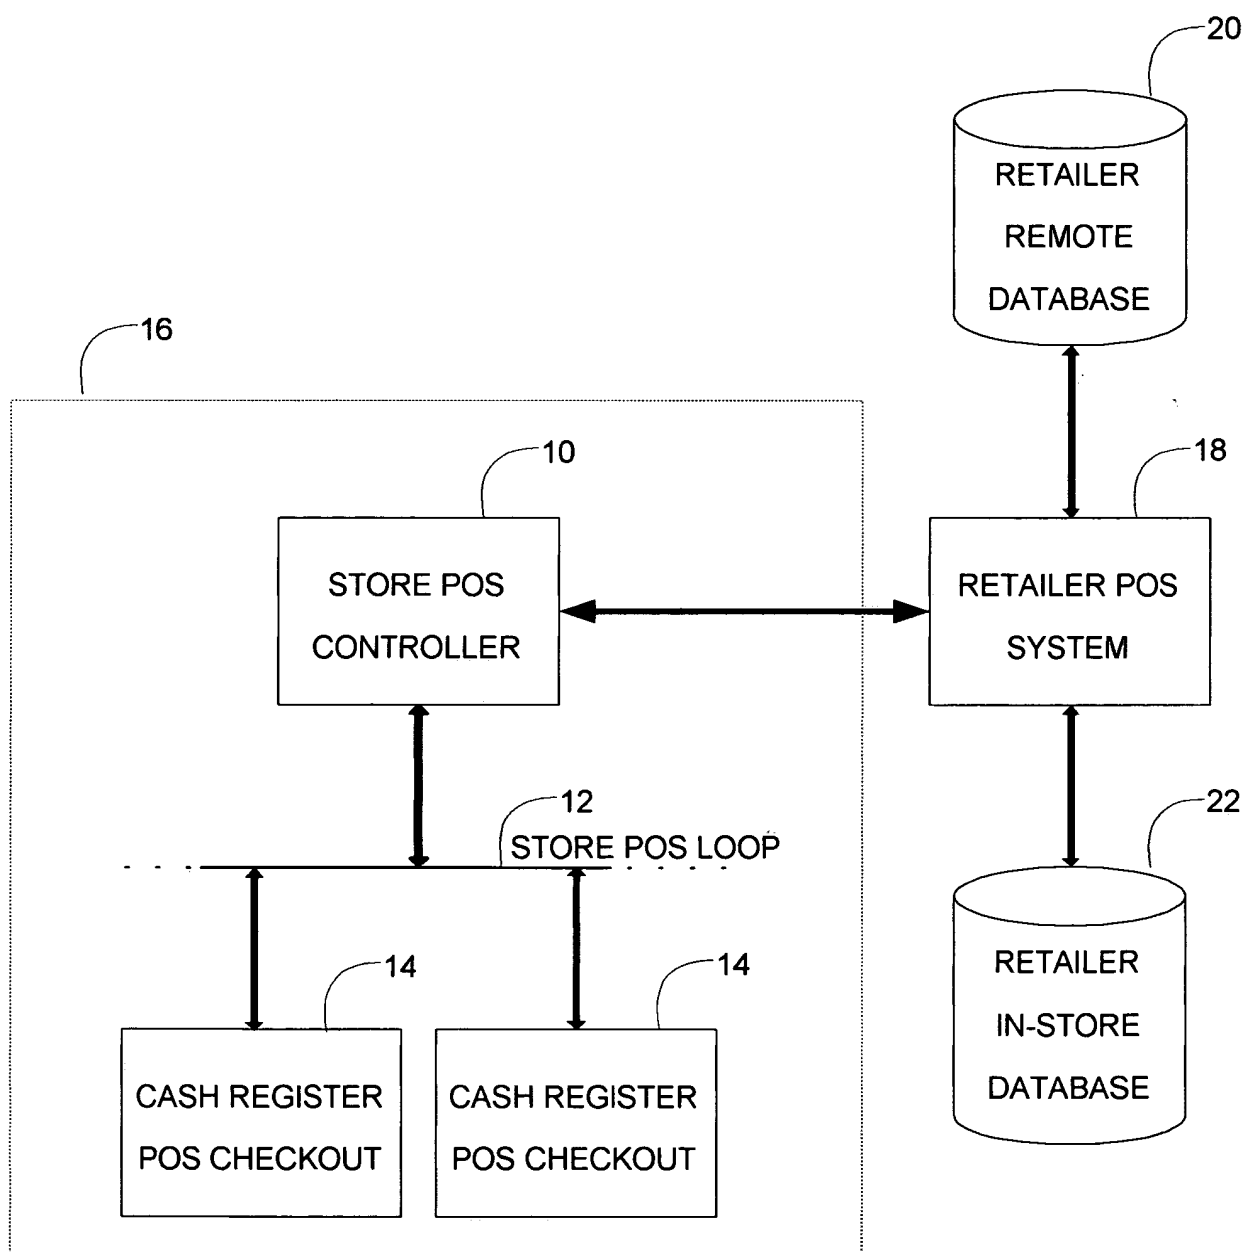 20
RETAILER
REMOTE
DATABASE
16
10
18
STORE POS
CONTROLLER
RETAILER POS
SYSTEM
12
STORE POS LOOP
22
14
14
RETAILER
IN-STORE
DATABASE
CASH REGISTER
POS CHECKOUT
CASH REGISTER
POS CHECKOUT